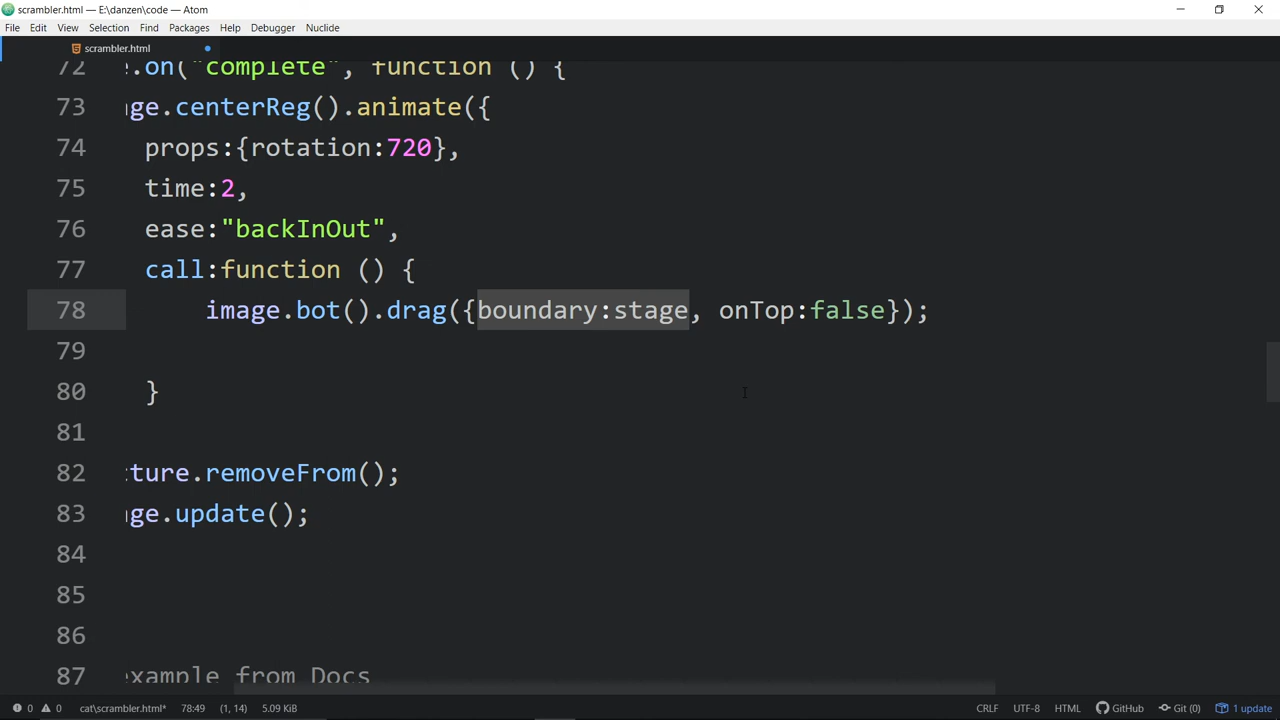 scrambler.html — E:\danzen\code — Atom
File Edit View Selection Find Packages Help Debugger Nuclide
scrambler.html
72 e.on("complete", function () {
73 age.centerReg().animate({
74 props:{rotation:720},
75 time:2,
76 ease:"backInOut",
77 call:function () {
78 image.bot().drag({boundary:stage, onTop:false});
79
80 }
81
82 cture.removeFrom();
83 age.update();
84
85
86
87 example from Docs
0 0 cat\scrambler.html* 78:49 (1, 14) 5.09 KiB CRLF UTF-8 HTML GitHub Git (0) 1 update